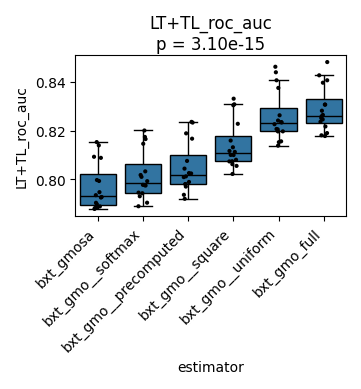 LT+TL_roc_auc
p = 3.10e-15
LT+TL_roc_auc
0.84
0.82
0.80
bxt_gmosa
bxt_gmo__softmax
bxt_gmo__precomputed
bxt_gmo__square
bxt_gmo__uniform
bxt_gmo_full
estimator